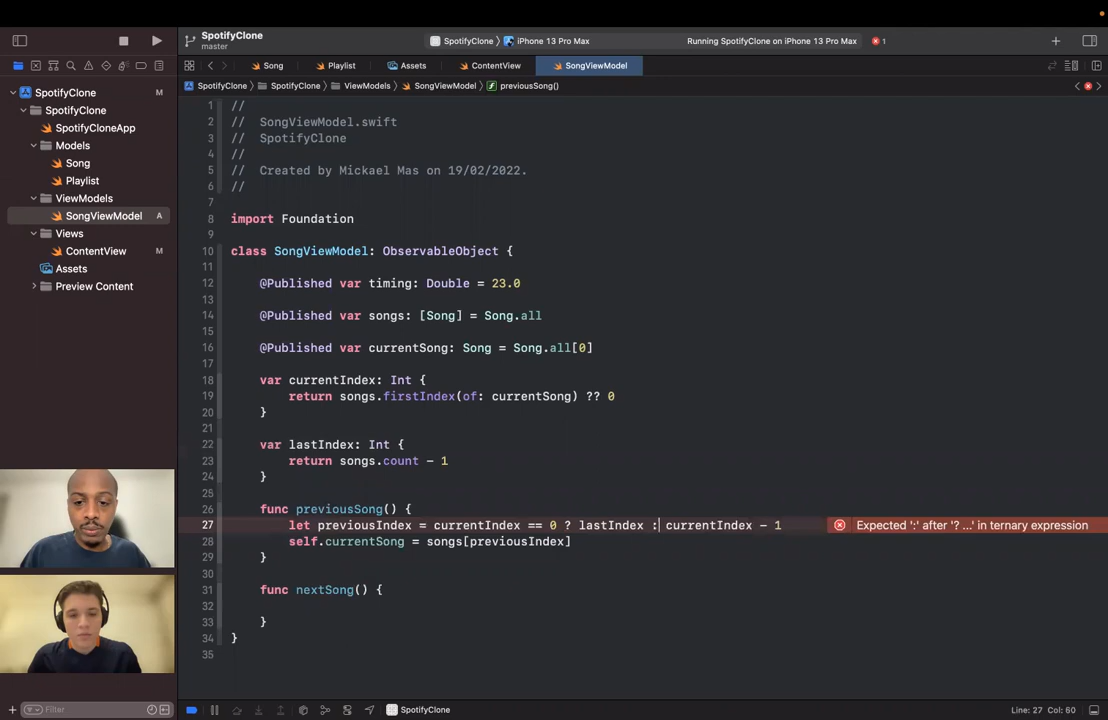 SpotifyClone
master
SpotifyClone
iPhone 13 Pro Max
Running SpotifyClone on iPhone 13 Pro Max
1
Song
Playlist
Assets
ContentView
SongViewModel
SpotifyClone
SpotifyClone
ViewModels
SongViewModel
previousSong()
SpotifyClone M
SpotifyClone
SpotifyCloneApp
Models
Song
Playlist
ViewModels
SongViewModel A
Views
ContentView M
Assets
Preview Content
1 //
2 // SongViewModel.swift
3 // SpotifyClone
4 //
5 // Created by Mickael Mas on 19/02/2022.
6 //
7
8 import Foundation
9
10 class SongViewModel: ObservableObject {
11
12 @Published var timing: Double = 23.0
13
14 @Published var songs: [Song] = Song.all
15
16 @Published var currentSong: Song = Song.all[0]
17
18 var currentIndex: Int {
19 return songs.firstIndex(of: currentSong) ?? 0
20 }
21
22 var lastIndex: Int {
23 return songs.count - 1
24 }
25
26 func previousSong() {
27 let previousIndex = currentIndex == 0 ? lastIndex : currentIndex - 1 Expected ':' after '? ...' in ternary expression
28 self.currentSong = songs[previousIndex]
29 }
30
31 func nextSong() {
32
33 }
34 }
35
Filter
SpotifyClone
Line: 27 Col: 60